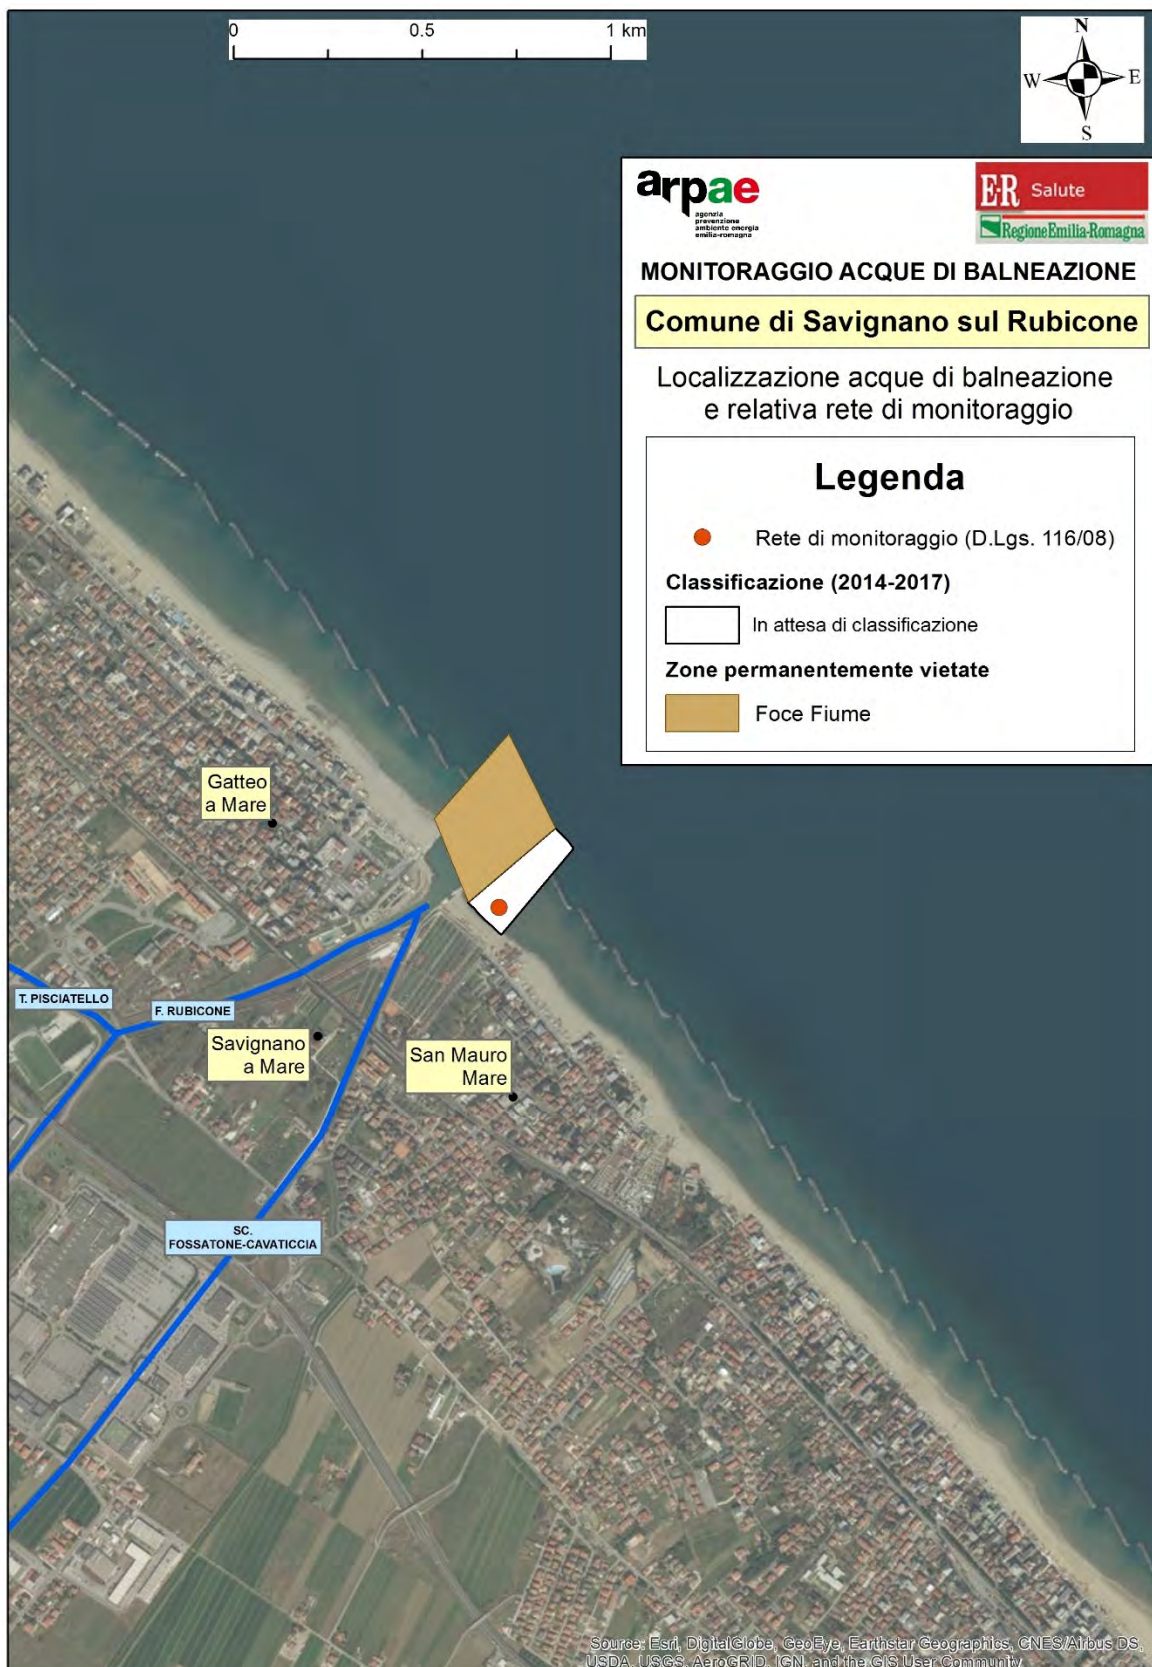 0 0.5 1 km
N
W E
S
arpae
agenzia
prevenzione
ambiente energia
emilia-romagna
E-R Salute
RegioneEmilia-Romagna
MONITORAGGIO ACQUE DI BALNEAZIONE
Comune di Savignano sul Rubicone
Localizzazione acque di balneazione
e relativa rete di monitoraggio
Legenda
Rete di monitoraggio (D.Lgs. 116/08)
Classificazione (2014-2017)
In attesa di classificazione
Zone permanentemente vietate
Foce Fiume
Gatteo
a Mare
T. PISCIATELLO
F. RUBICONE
Savignano
a Mare
San Mauro
Mare
SC.
FOSSATONE-CAVATICCIA
Source: Esri, DigitalGlobe, GeoEye, Earthstar Geographics, CNES/Airbus DS,
USDA, USGS, AeroGRID, IGN, and the GIS User Community